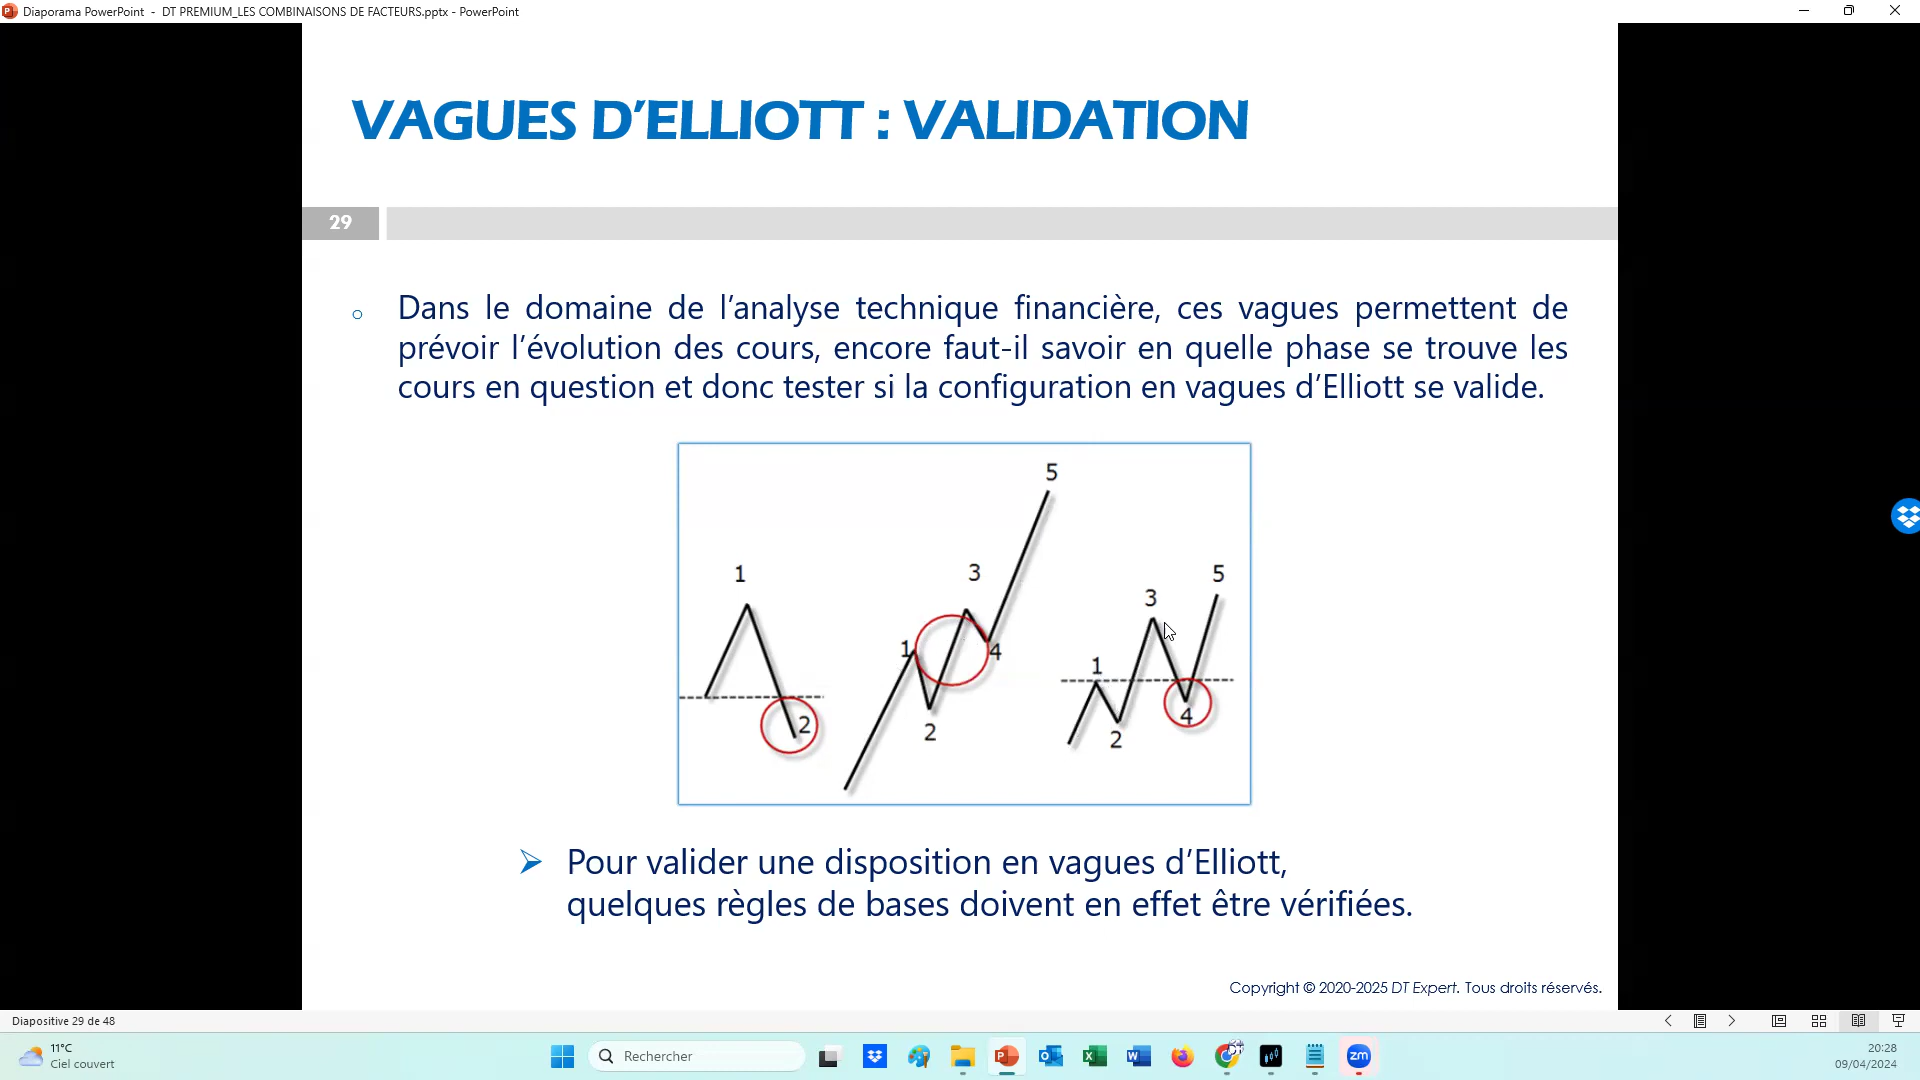 Diaporama PowerPoint - DT PREMIUM_LES COMBINAISONS DE FACTEURS.pptx - PowerPoint
VAGUES D’ELLIOTT : VALIDATION
29
Dans le domaine de l’analyse technique financière, ces vagues permettent de
prévoir l’évolution des cours, encore faut-il savoir en quelle phase se trouve les
cours en question et donc tester si la configuration en vagues d’Elliott se valide.
1
2
1
2
3
4
5
1
2
3
4
5
Pour valider une disposition en vagues d’Elliott,
quelques règles de bases doivent en effet être vérifiées.
Copyright © 2020-2025 DT Expert. Tous droits réservés.
Diapositive 29 de 48
11°C
Ciel couvert
Rechercher
zm
20:28
09/04/2024